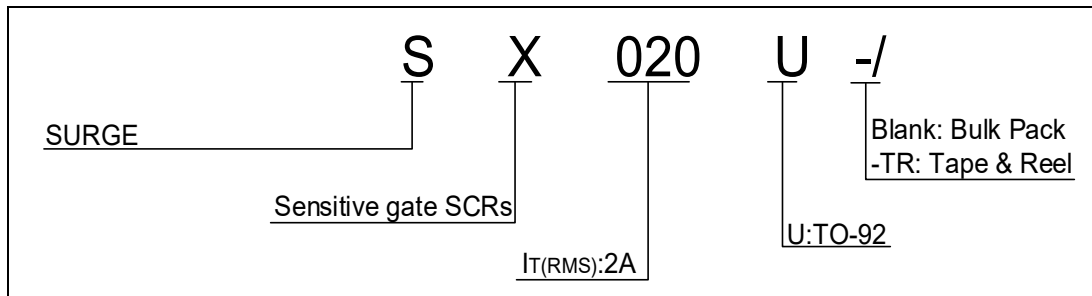 S X 020 U -/
SURGE
Blank: Bulk Pack
-TR: Tape & Reel
Sensitive gate SCRs
U:TO-92
IT(RMS):2A